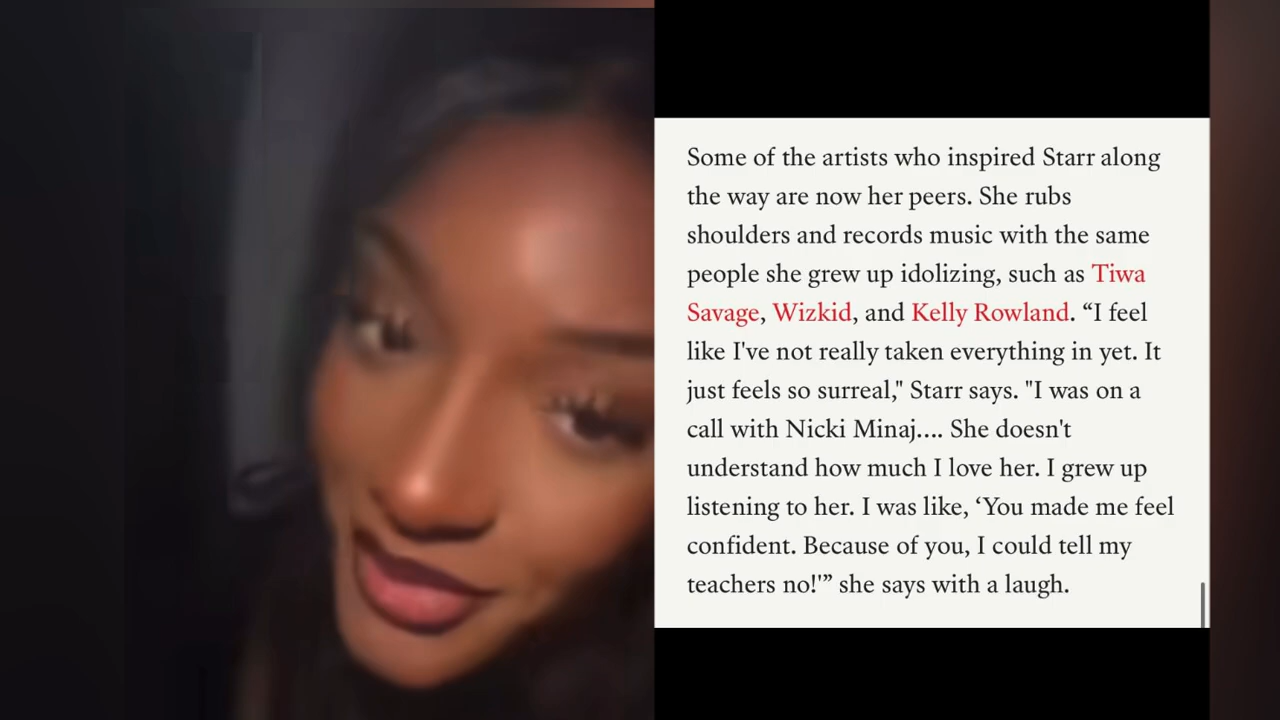 Some of the artists who inspired Starr along
the way are now her peers. She rubs
shoulders and records music with the same
people she grew up idolizing, such as Tiwa
Savage, Wizkid, and Kelly Rowland. “I feel
like I've not really taken everything in yet. It
just feels so surreal," Starr says. "I was on a
call with Nicki Minaj.... She doesn't
understand how much I love her. I grew up
listening to her. I was like, ‘You made me feel
confident. Because of you, I could tell my
teachers no!'” she says with a laugh.